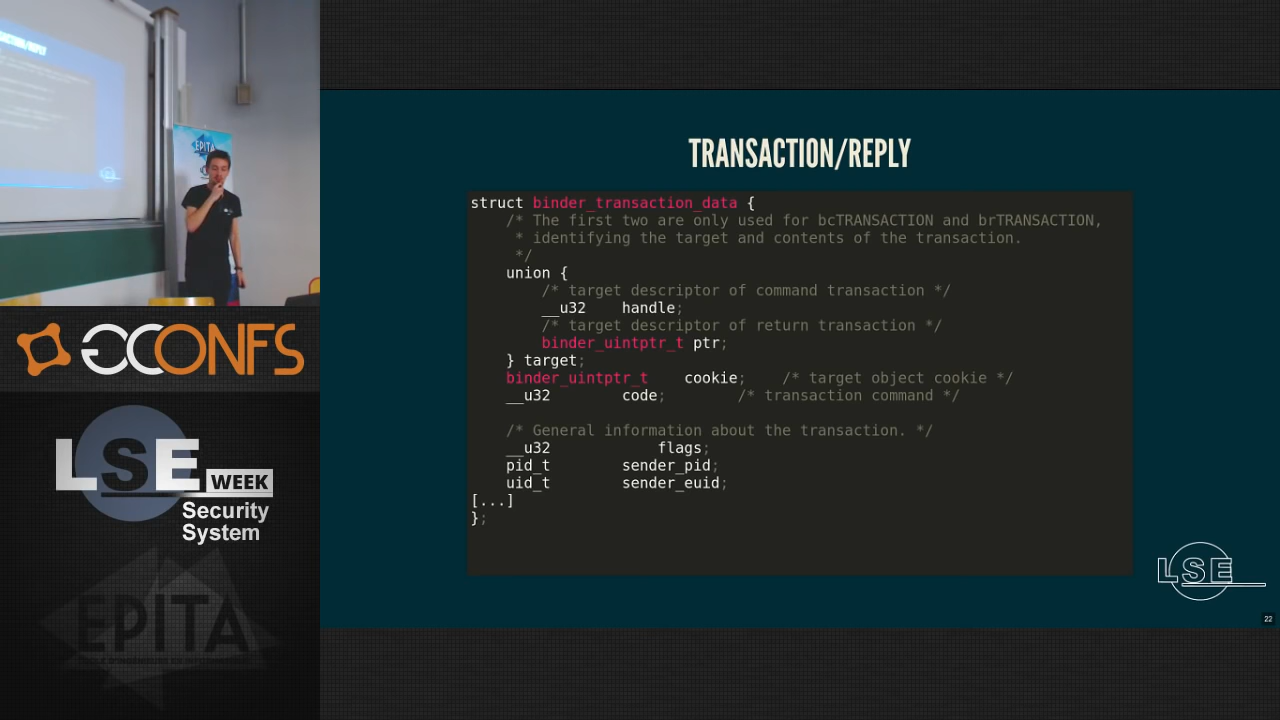 EPITA
GCONFS
LSE
WEEK
Security
System
EPITA
TRANSACTION/REPLY
struct binder_transaction_data {
/* The first two are only used for bcTRANSACTION and brTRANSACTION,
* identifying the target and contents of the transaction.
*/
union {
/* target descriptor of command transaction */
__u32 handle;
/* target descriptor of return transaction */
binder_uintptr_t ptr;
} target;
binder_uintptr_t cookie; /* target object cookie */
__u32 code; /* transaction command */
/* General information about the transaction. */
__u32 flags;
pid_t sender_pid;
uid_t sender_euid;
[...]
};
LSE
22